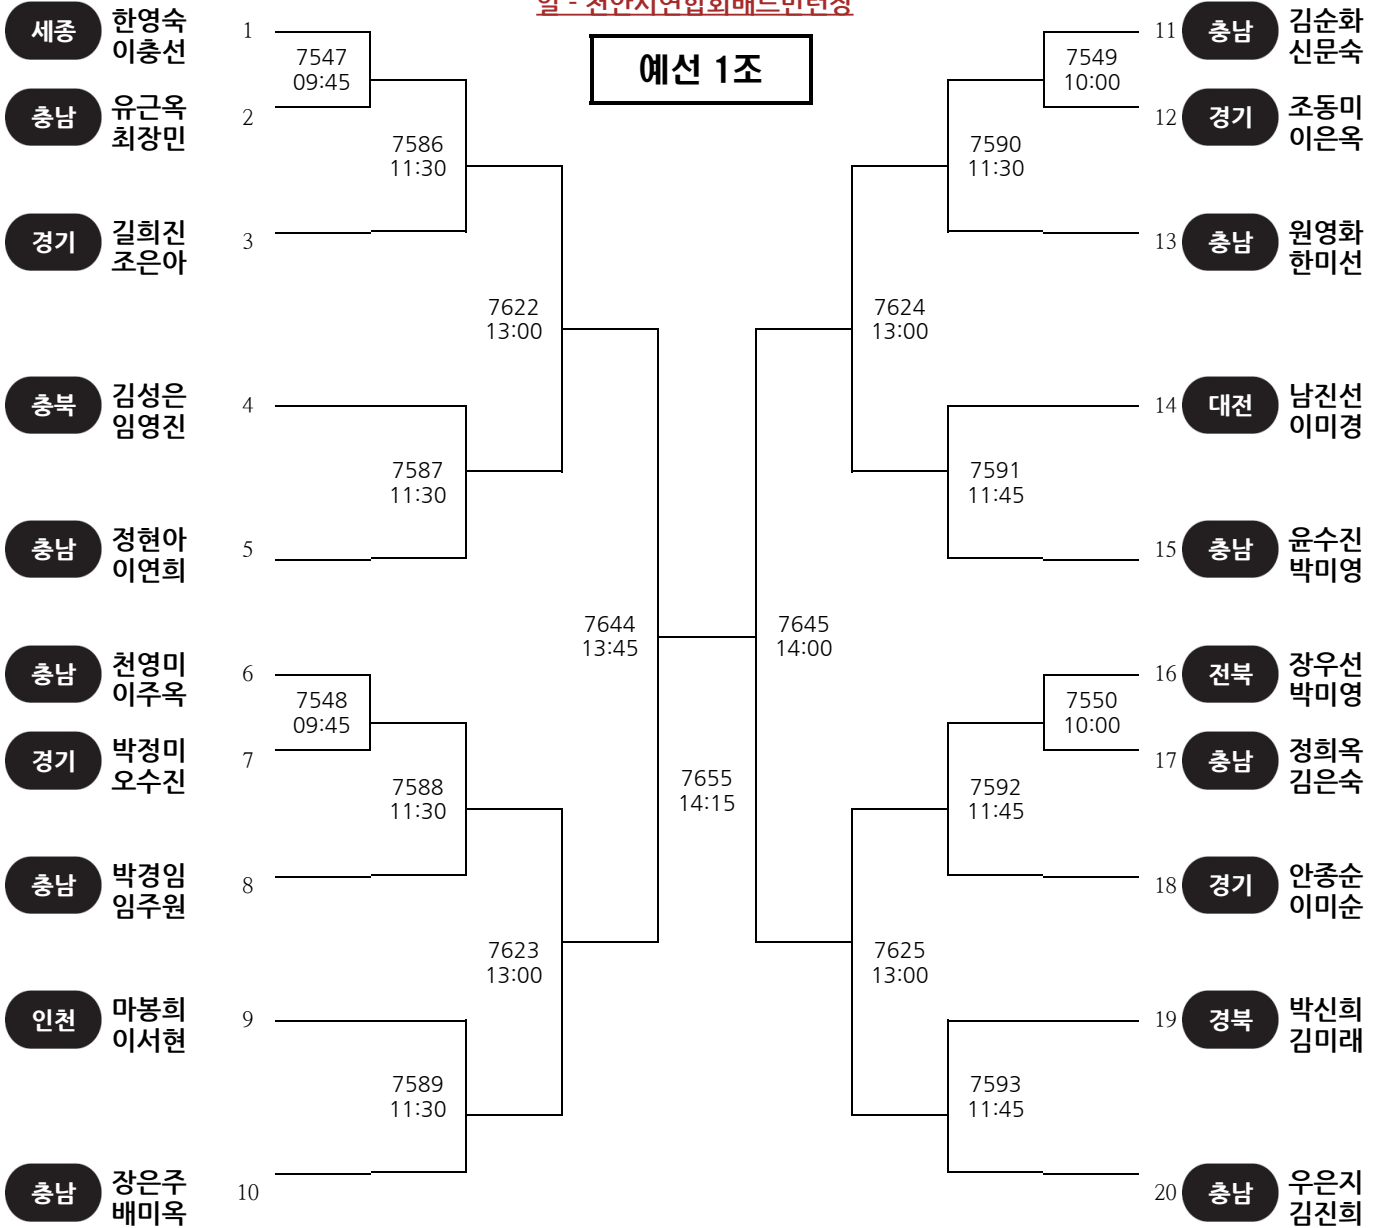 일 - 천안시연합회배드민턴장
예선 1조
세종
한영숙
이충선
1
7547
09:45
충남
유근옥
최장민
2
7586
11:30
경기
길희진
조은아
3
7622
13:00
충북
김성은
임영진
4
7587
11:30
충남
정현아
이연희
5
7644
13:45
충남
천영미
이주옥
6
7548
09:45
경기
박정미
오수진
7
7588
11:30
충남
박경임
임주원
8
7623
13:00
인천
마봉희
이서현
9
7589
11:30
충남
장은주
배미옥
10
7655
14:15
11
충남
김순화
신문숙
7549
10:00
12
경기
조동미
이은옥
7590
11:30
13
충남
원영화
한미선
7624
13:00
14
대전
남진선
이미경
7591
11:45
15
충남
윤수진
박미영
7645
14:00
16
전북
장우선
박미영
7550
10:00
17
충남
정희옥
김은숙
7592
11:45
18
경기
안종순
이미순
7625
13:00
19
경북
박신희
김미래
7593
11:45
20
충남
우은지
김진희